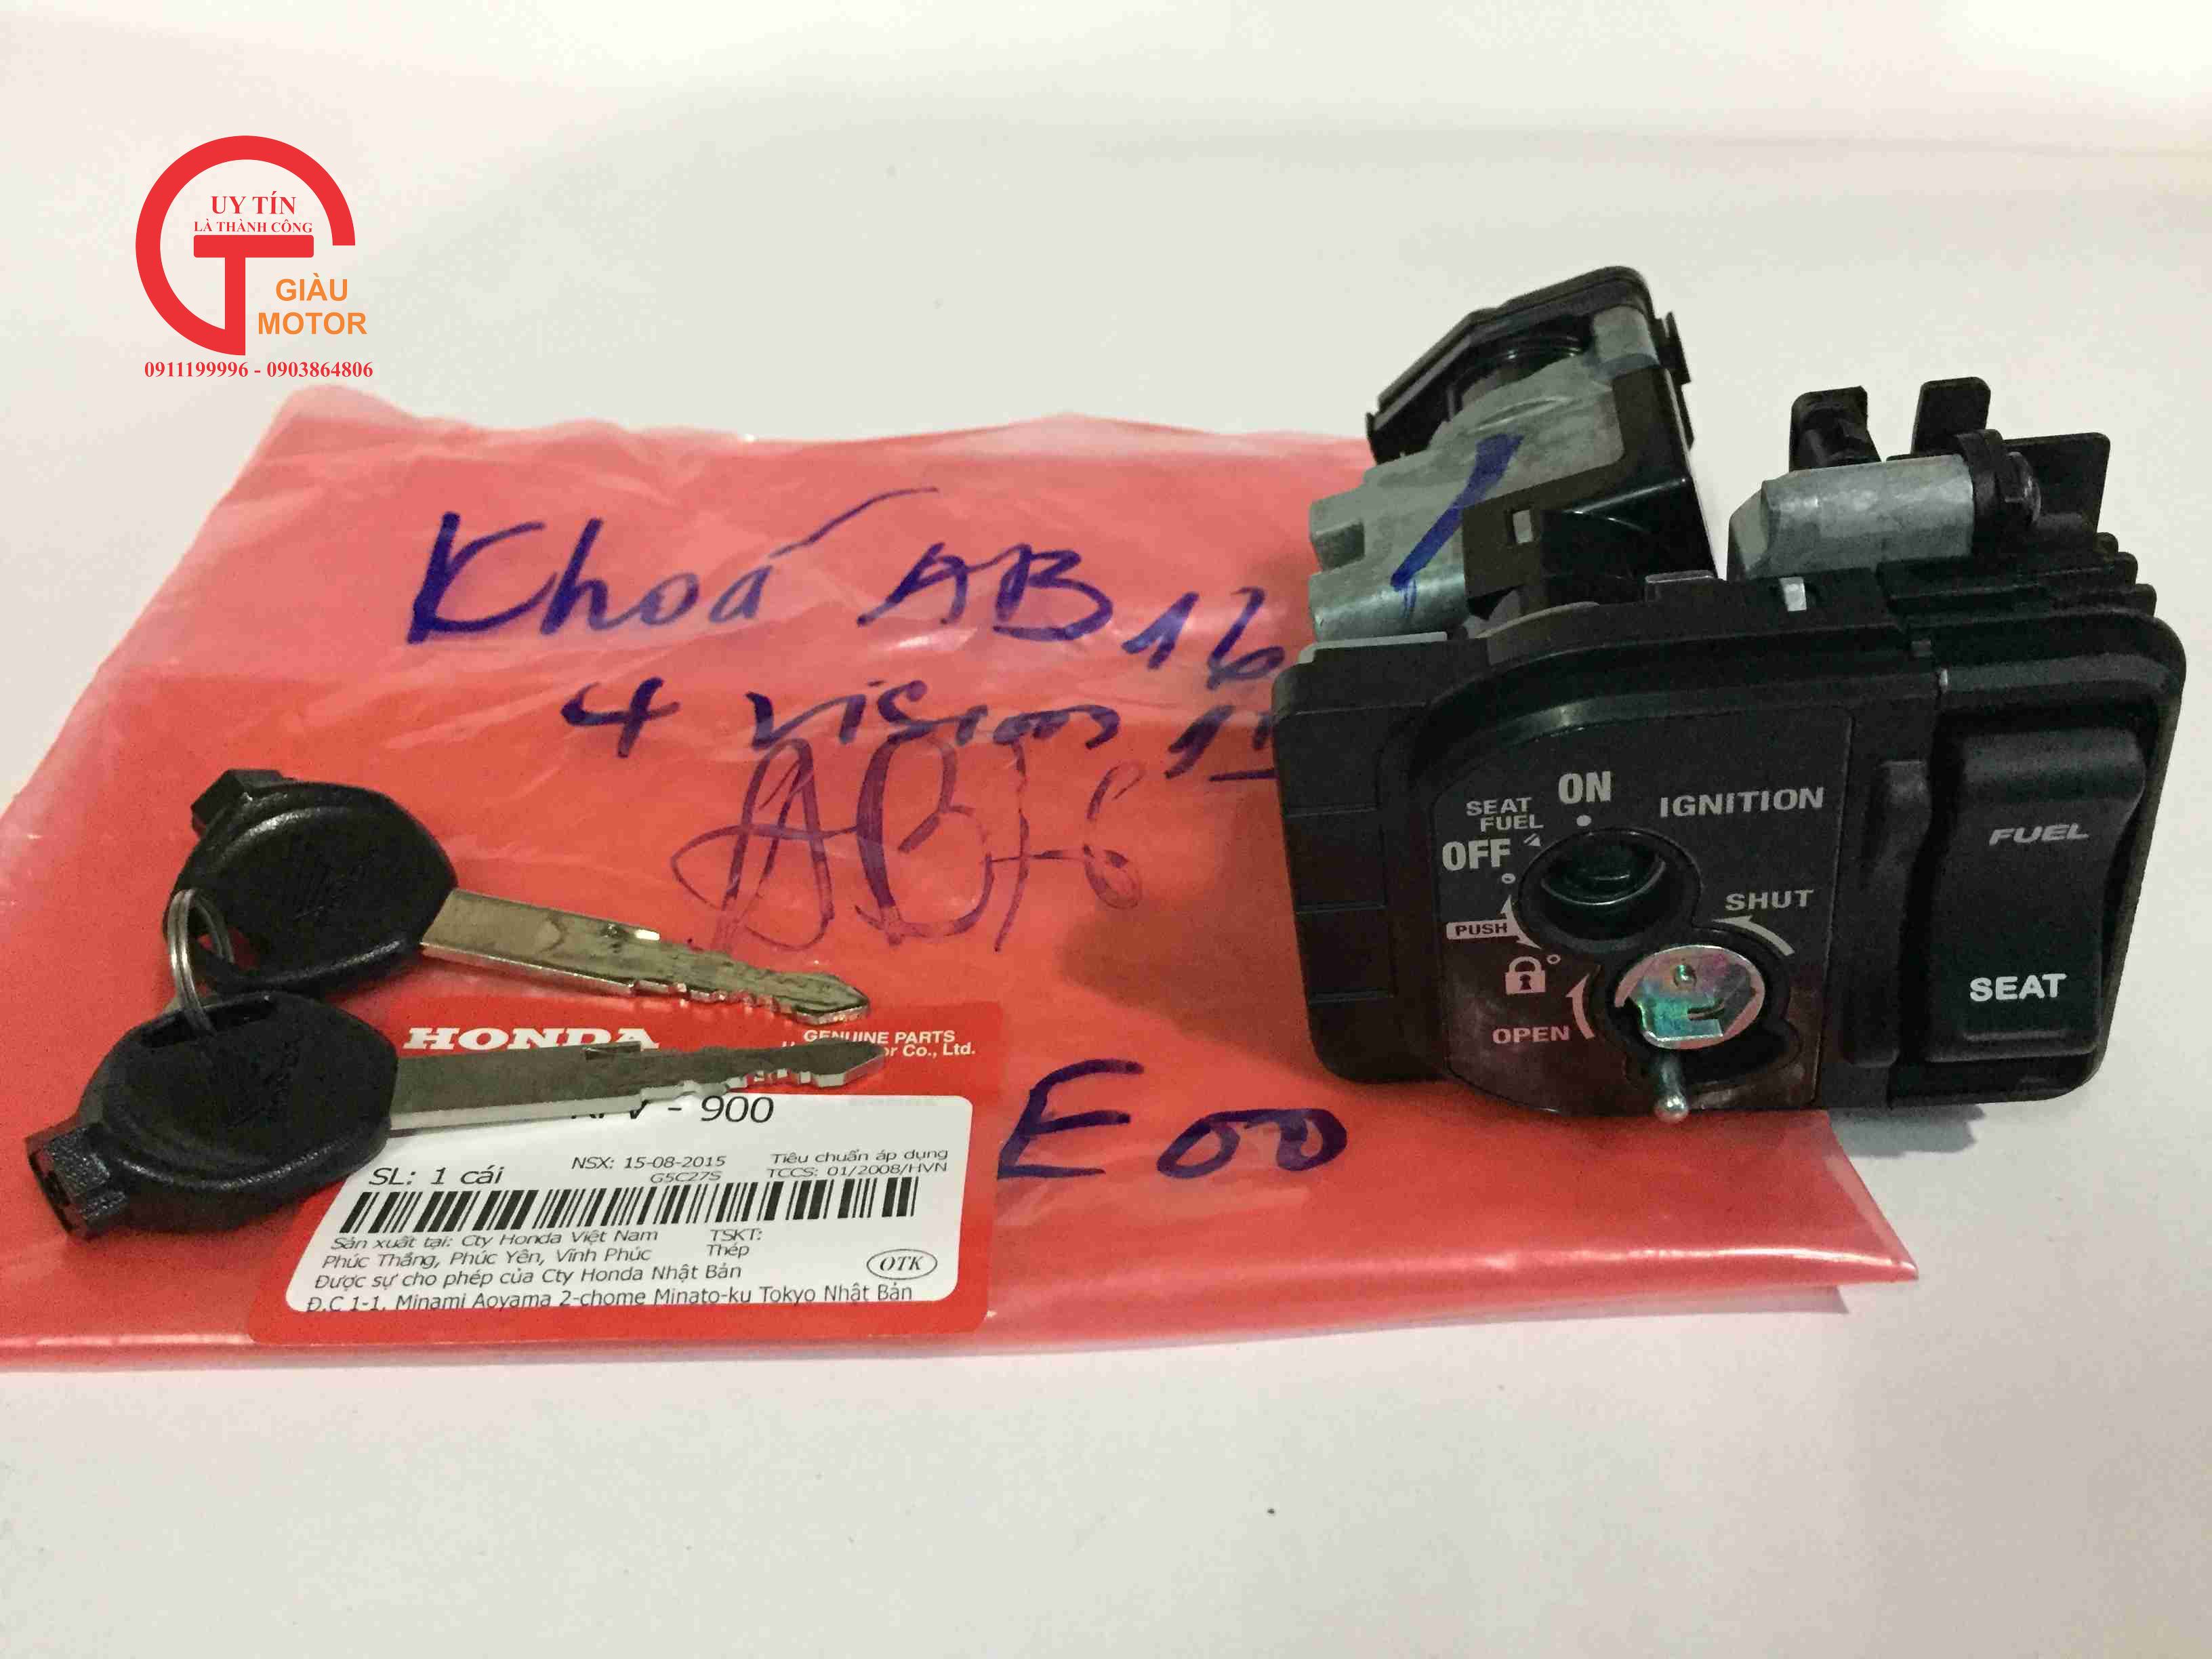 UY TÍN
LÀ THÀNH CÔNG
GIÀU
MOTOR
0911199996 - 0903864806
Khoá AB 16
4 vision
AB16
E00
HONDA
GENUINE PARTS
Co., Ltd.
- 900
SL: 1 cái
NSX: 15-08-2015
G5C27S
Tiêu chuẩn áp dụng
TCCS: 01/2008/HVN
Sản xuất tại: Cty Honda Việt Nam
Phúc Thắng, Phúc Yên, Vĩnh Phúc
Được sự cho phép của Cty Honda Nhật Bản
Đ.C 1-1, Minami Aoyama 2-chome Minato-ku Tokyo Nhật Bản
TSKT:
Thép
OTK
ON
IGNITION
SEAT
FUEL
OFF
PUSH
SHUT
OPEN
FUEL
SEAT